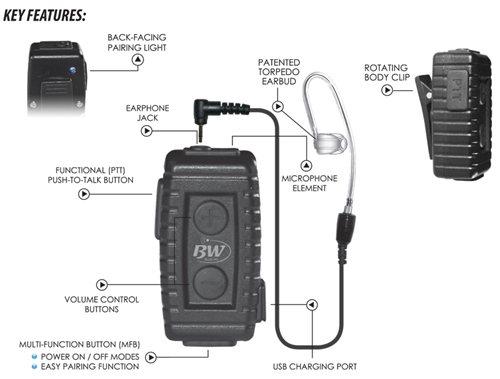 KEY FEATURES:
BACK-FACING
PAIRING LIGHT
PATENTED
TORPEDO
EARBUD
ROTATING
BODY CLIP
EARPHONE
JACK
PTT
FUNCTIONAL (PTT)
PUSH-TO-TALK BUTTON
MICROPHONE
ELEMENT
BW
VOLUME CONTROL
BUTTONS
MULTI-FUNCTION BUTTON (MFB)
POWER ON / OFF MODES
EASY PAIRING FUNCTION
USB CHARGING PORT